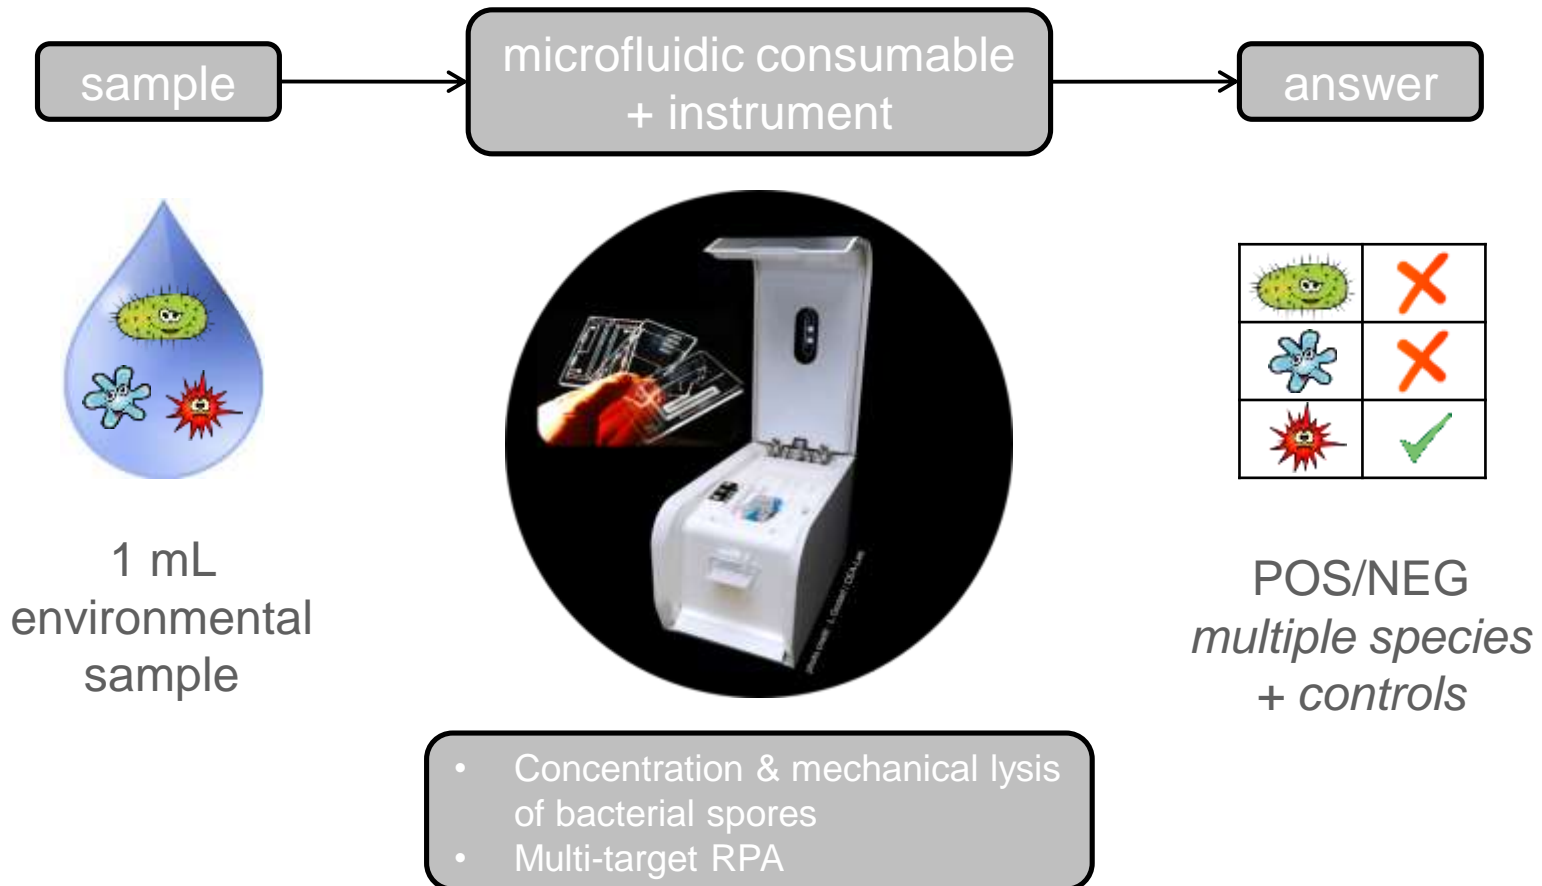 sample
microfluidic consumable
+ instrument
answer
1 mL
environmental
sample
POS/NEG
multiple species
+ controls
• Concentration & mechanical lysis
of bacterial spores
• Multi-target RPA